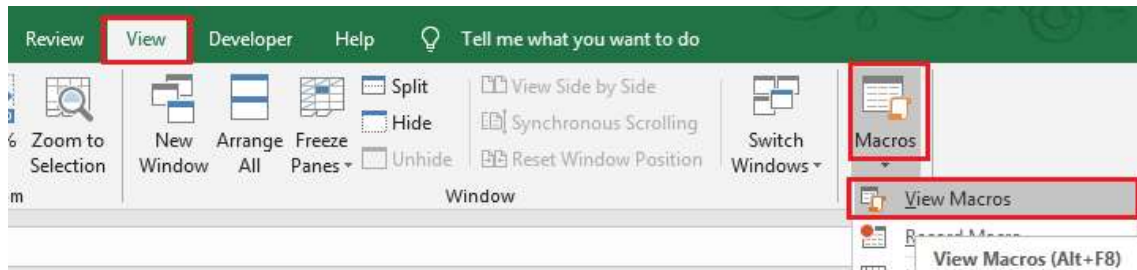 Review View Developer Help Tell me what you want to do
% Zoom to Selection
New Window
Arrange All
Freeze Panes
Split
Hide
Unhide
View Side by Side
Synchronous Scrolling
Reset Window Position
Switch Windows
Macros
m Window
View Macros
Record Macro
View Macros (Alt+F8)